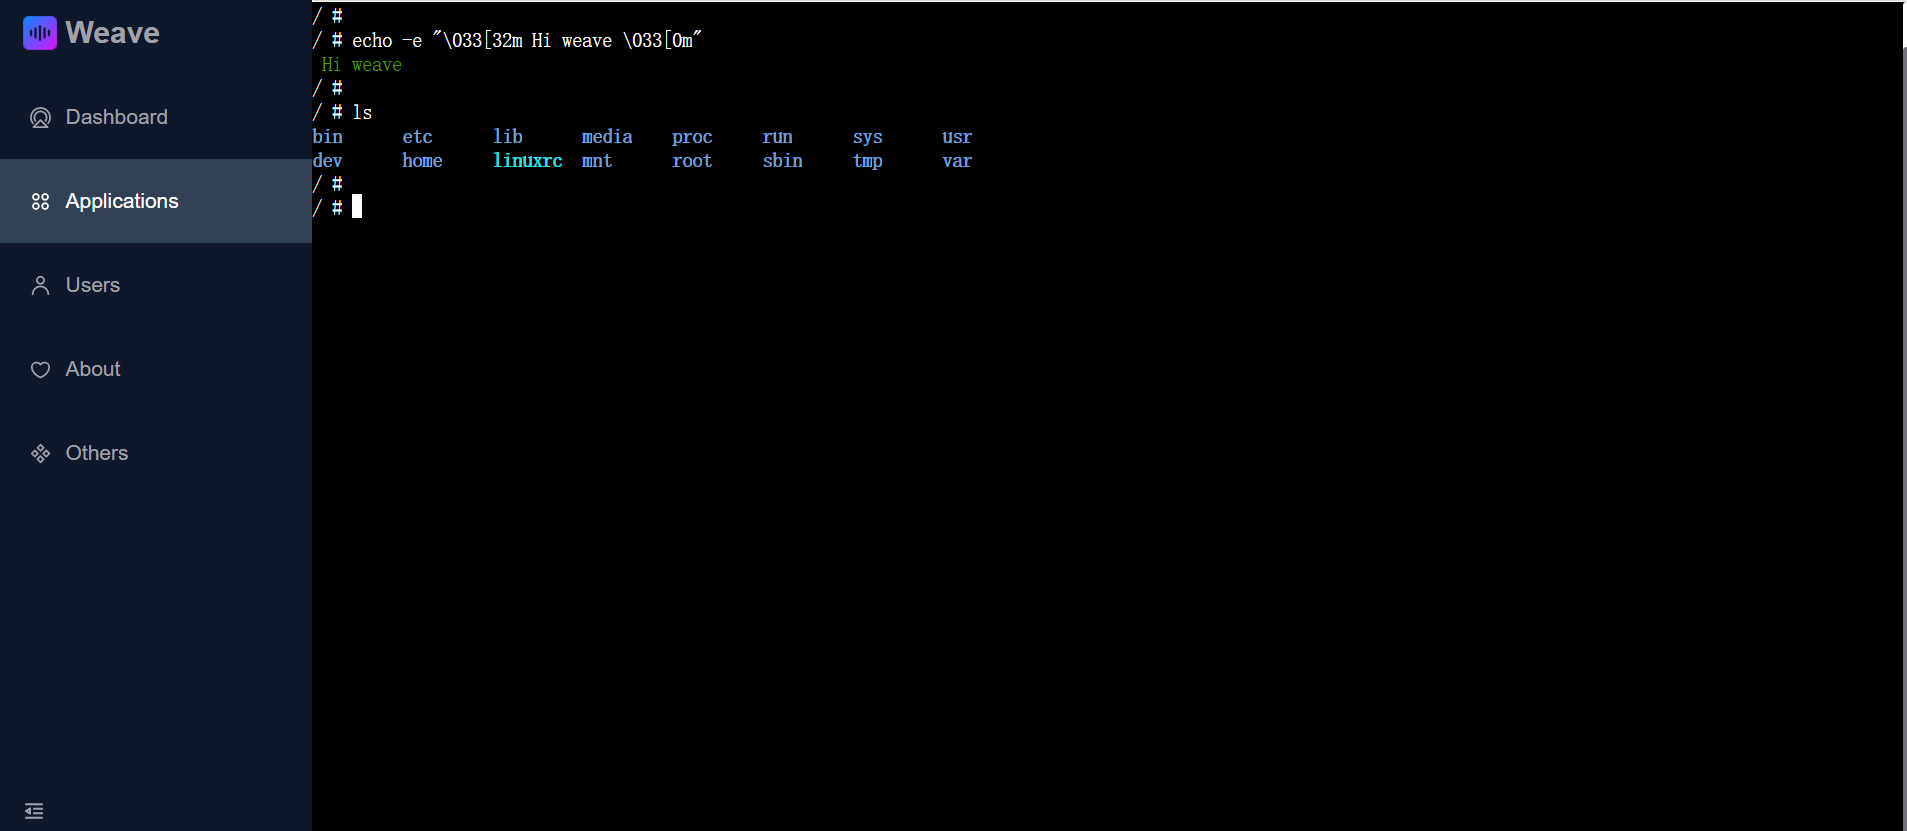 Weave
Dashboard
Applications
Users
About
Others
/ #
/ # echo -e "\033[32m Hi weave \033[0m"
Hi weave
/ #
/ # ls
bin etc lib media proc run sys usr
dev home linuxrc mnt root sbin tmp var
/ #
/ #